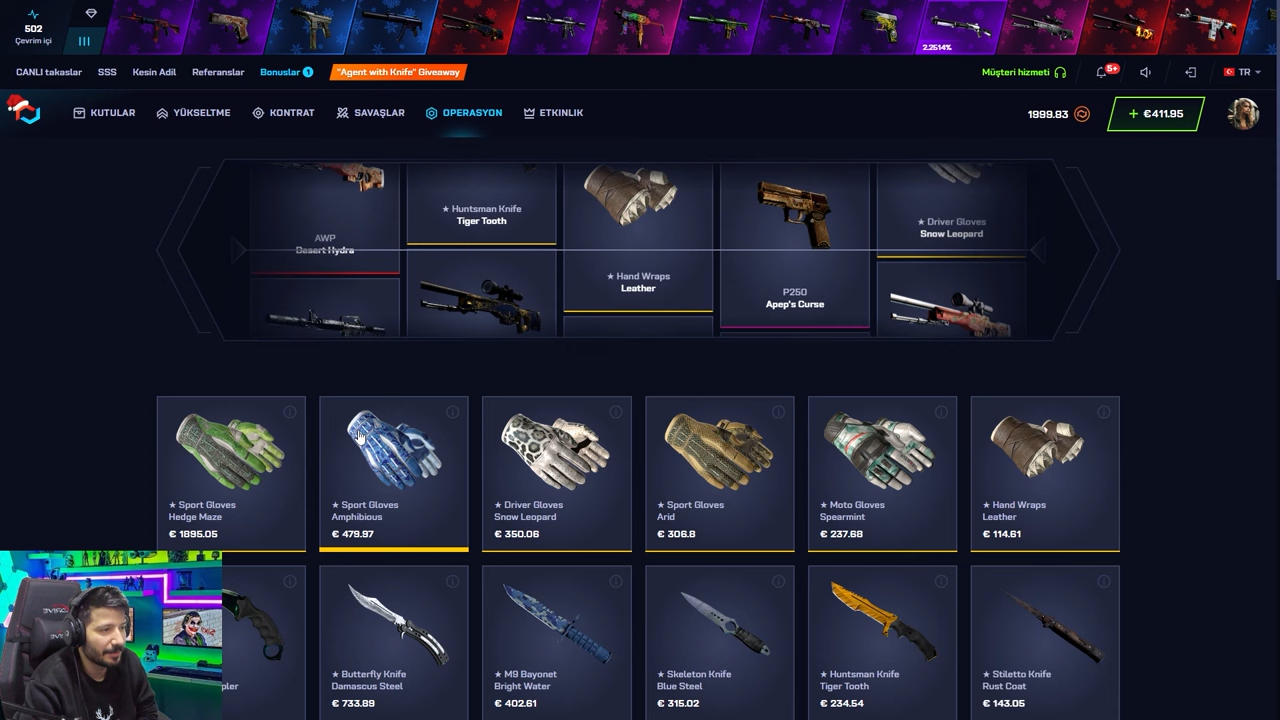 502
Çevrim içi
2.2514%
CANLI takaslar
SSS
Kesin Adil
Referanslar
Bonuslar 1
"Agent with Knife" Giveaway
Müşteri hizmeti
5+
TR
KUTULAR
YÜKSELTME
KONTRAT
SAVAŞLAR
OPERASYON
ETKINLIK
1999.83
+ €411.95
AWP
Desert Hydra
★ Huntsman Knife
Tiger Tooth
★ Hand Wraps
Leather
P250
Apep's Curse
★ Driver Gloves
Snow Leopard
★ Sport Gloves
Hedge Maze
€ 1895.05
★ Sport Gloves
Amphibious
€ 479.97
★ Driver Gloves
Snow Leopard
€ 350.06
★ Sport Gloves
Arid
€ 306.8
★ Moto Gloves
Spearmint
€ 237.68
★ Hand Wraps
Leather
€ 114.61
pler
★ Butterfly Knife
Damascus Steel
€ 733.89
★ M9 Bayonet
Bright Water
€ 402.61
★ Skeleton Knife
Blue Steel
€ 315.02
★ Huntsman Knife
Tiger Tooth
€ 234.54
★ Stiletto Knife
Rust Coat
€ 143.05